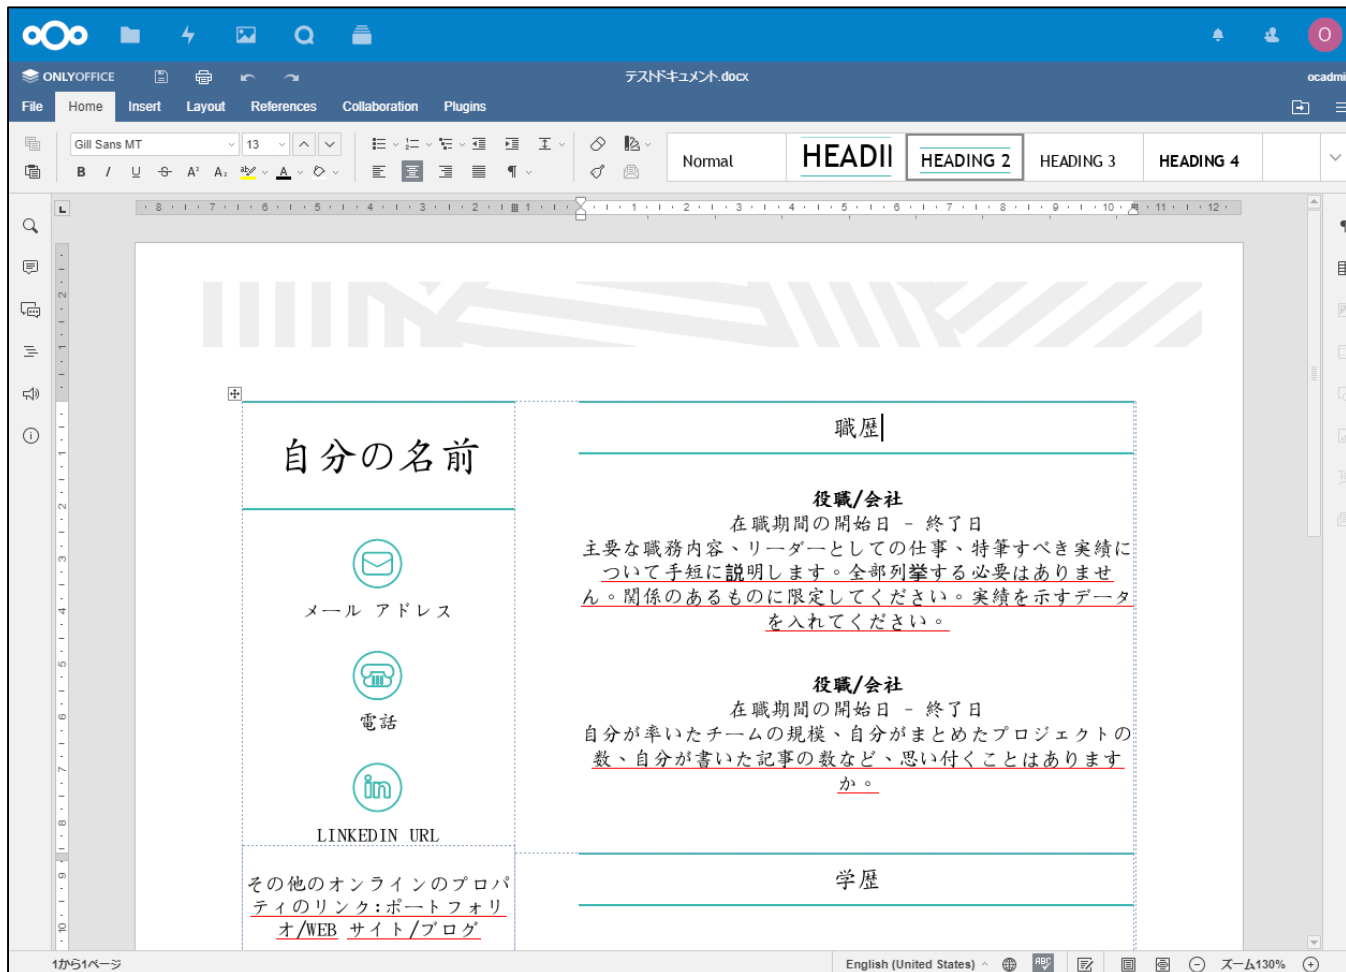 ONLYOFFICE
テストドキュメント.docx
ocadmi
File Home Insert Layout References Collaboration Plugins
Gill Sans MT 13
Normal HEADII HEADING 2 HEADING 3 HEADING 4
自分の名前
メール アドレス
電話
LINKEDIN URL
その他のオンラインのプロパ
ティのリンク:ポートフォリ
オ/WEB サイト/ブログ
職歴
役職/会社
在職期間の開始日 – 終了日
主要な職務内容、リーダーとしての仕事、特筆すべき実績に
ついて手短に説明します。全部列挙する必要はありませ
ん。関係のあるものに限定してください。実績を示すデータ
を入れてください。
役職/会社
在職期間の開始日 – 終了日
自分が率いたチームの規模、自分がまとめたプロジェクトの
数、自分が書いた記事の数など、思い付くことはあります
か。
学歴
1から1ページ
English (United States)
ズーム130%